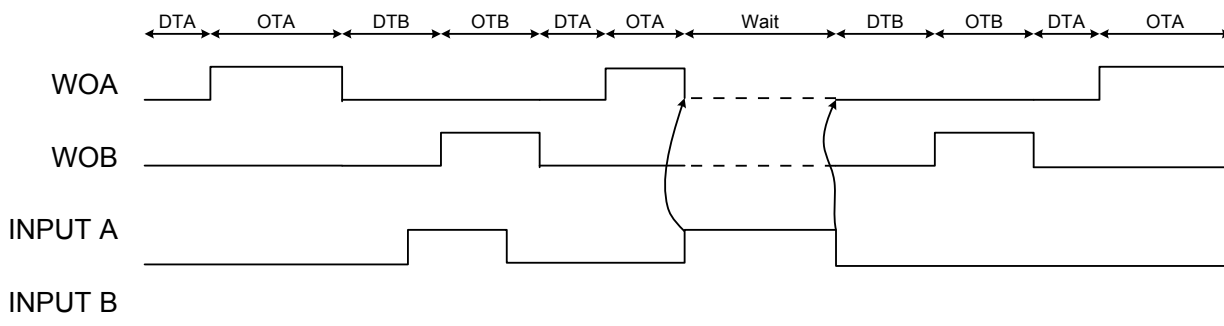 DTA OTA DTB OTB DTA OTA Wait DTB OTB DTA OTA
WOA
WOB
INPUT A
INPUT B